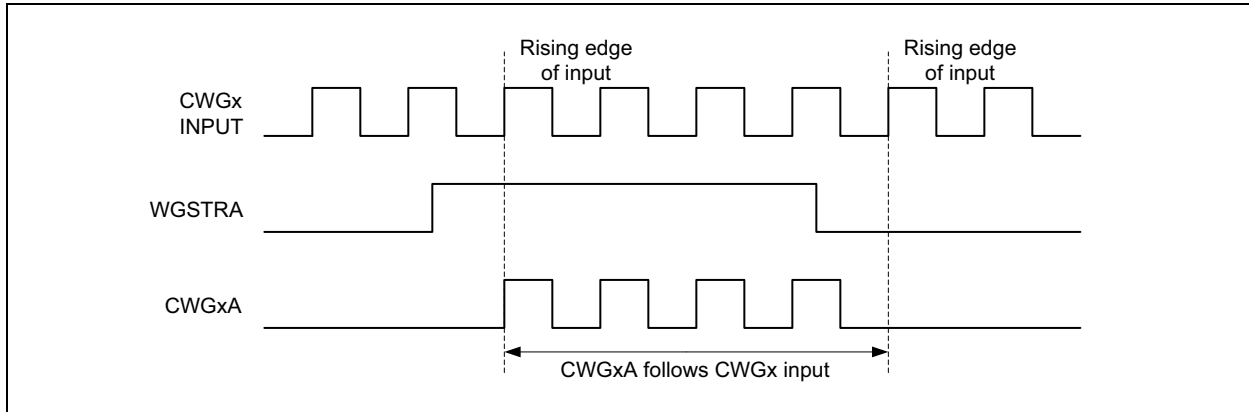 Rising edge
of input
Rising edge
of input
CWGx
INPUT
WGSTRA
CWGxA
CWGxA follows CWGx input